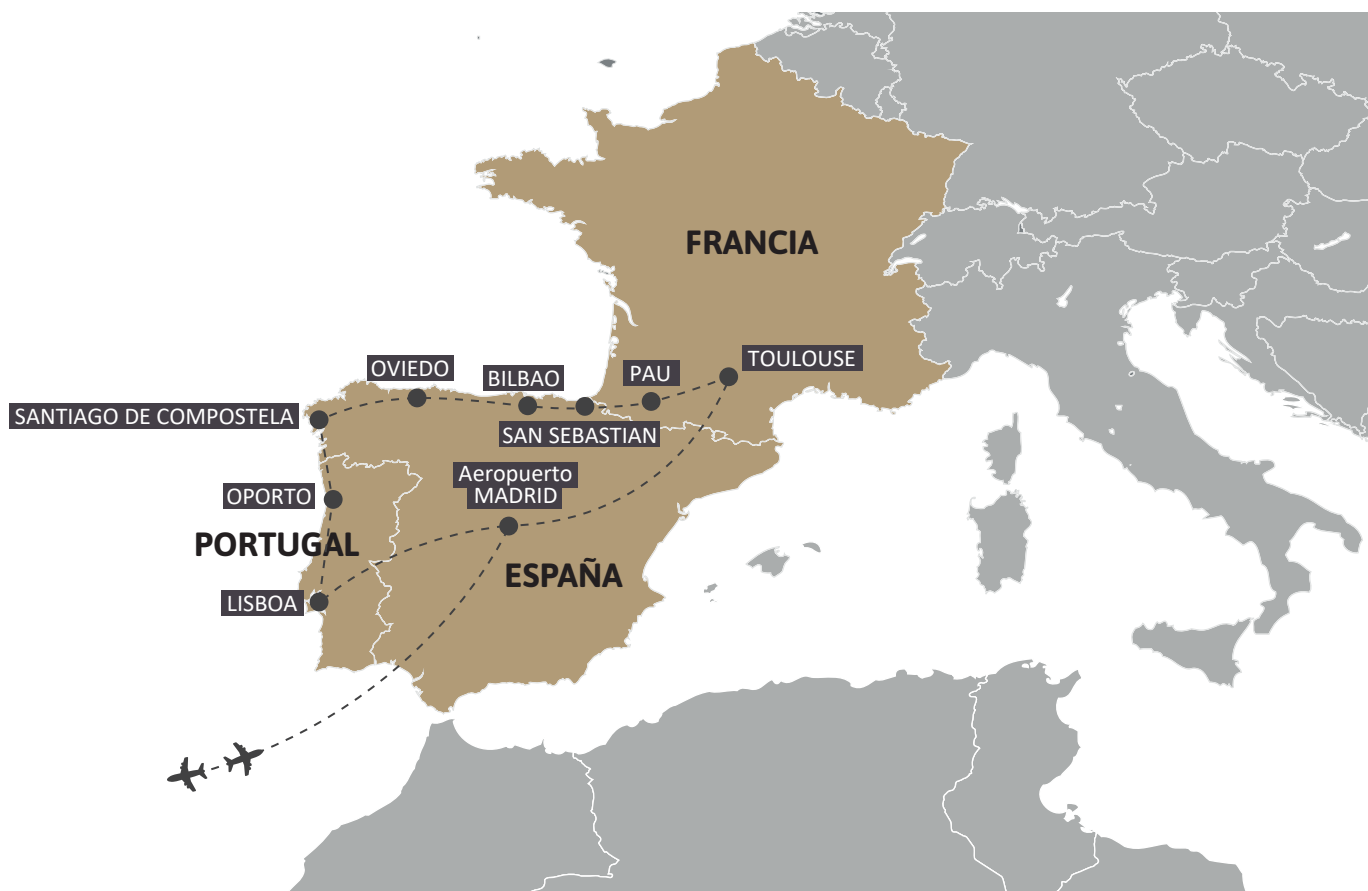 FRANCIA
TOULOUSE
PAU
OVIEDO
BILBAO
SANTIAGO DE COMPOSTELA
SAN SEBASTIAN
Aeropuerto
MADRID
OPORTO
PORTUGAL
ESPAÑA
LISBOA